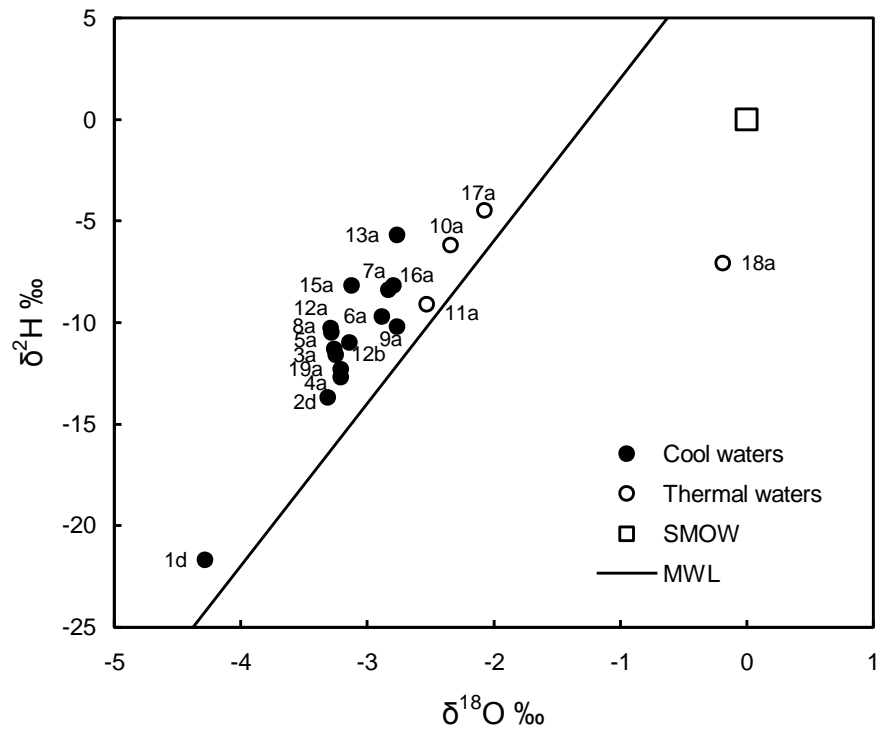 5
0
-5
-10
-15
-20
-25
δ²H ‰
17a
10a
13a
7a
16a
18a
15a
12a
6a
11a
8a
9a
5a
12b
3a
19a
4a
2d
1d
Cool waters
Thermal waters
SMOW
MWL
-5 -4 -3 -2 -1 0 1
δ¹⁸O ‰